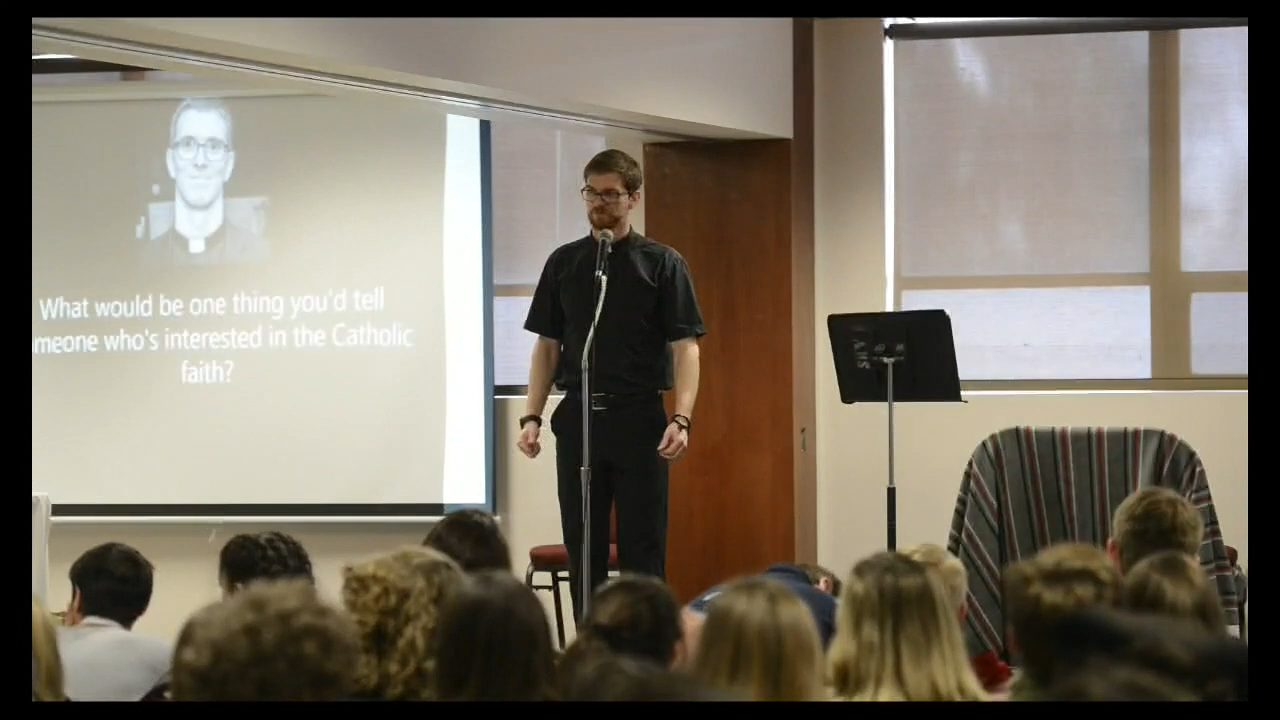 What would be one thing you'd tell
meone who's interested in the Catholic
faith?